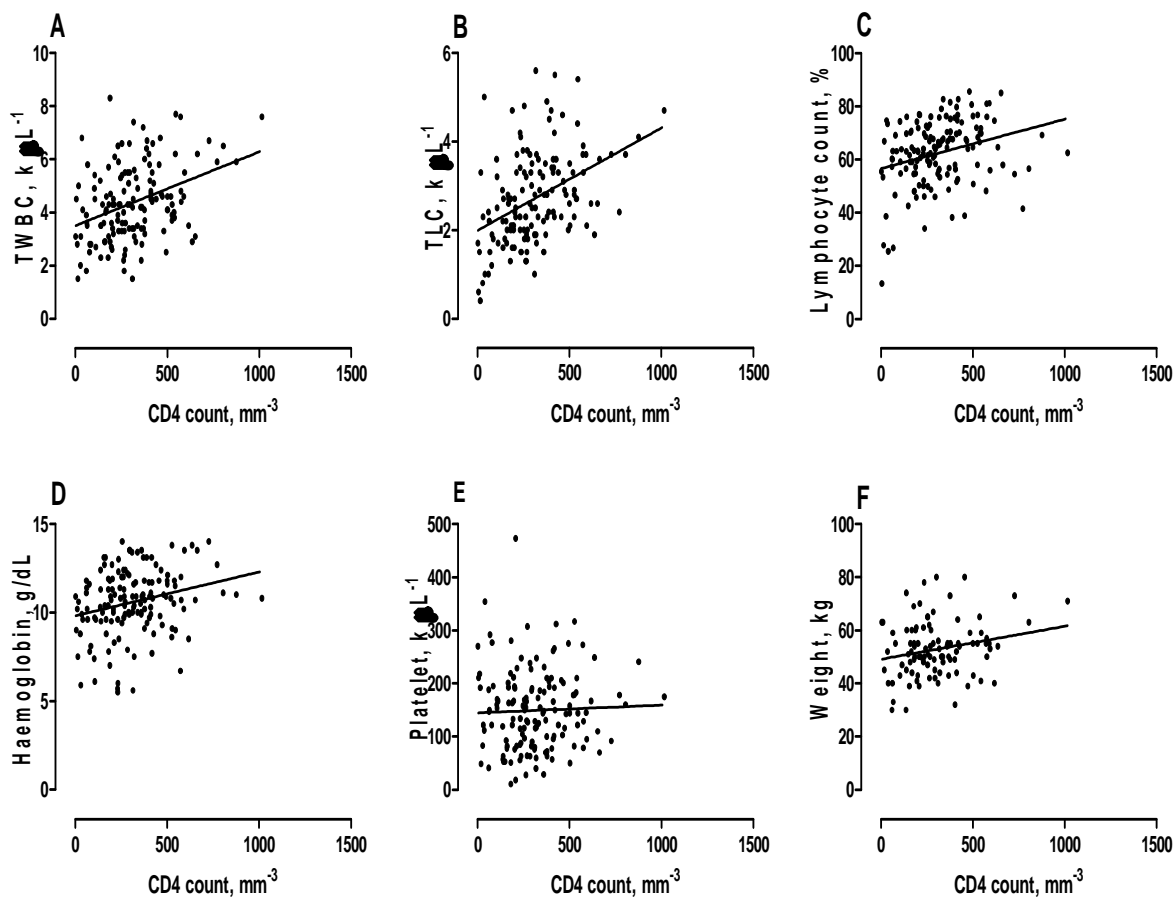 A
TWBC, k L⁻¹
10
8
6
4
2
0
0 500 1000 1500
CD4 count, mm⁻³
B
TLC, k L⁻¹
6
4
2
0
0 500 1000 1500
CD4 count, mm⁻³
C
Lymphocyte count, %
100
80
60
40
20
0
0 500 1000 1500
CD4 count, mm⁻³
D
Haemoglobin, g/dL
15
10
5
0
0 500 1000 1500
CD4 count, mm⁻³
E
Platelet, k L⁻¹
500
400
300
200
100
0
0 500 1000 1500
CD4 count, mm⁻³
F
Weight, kg
100
80
60
40
20
0
0 500 1000 1500
CD4 count, mm⁻³